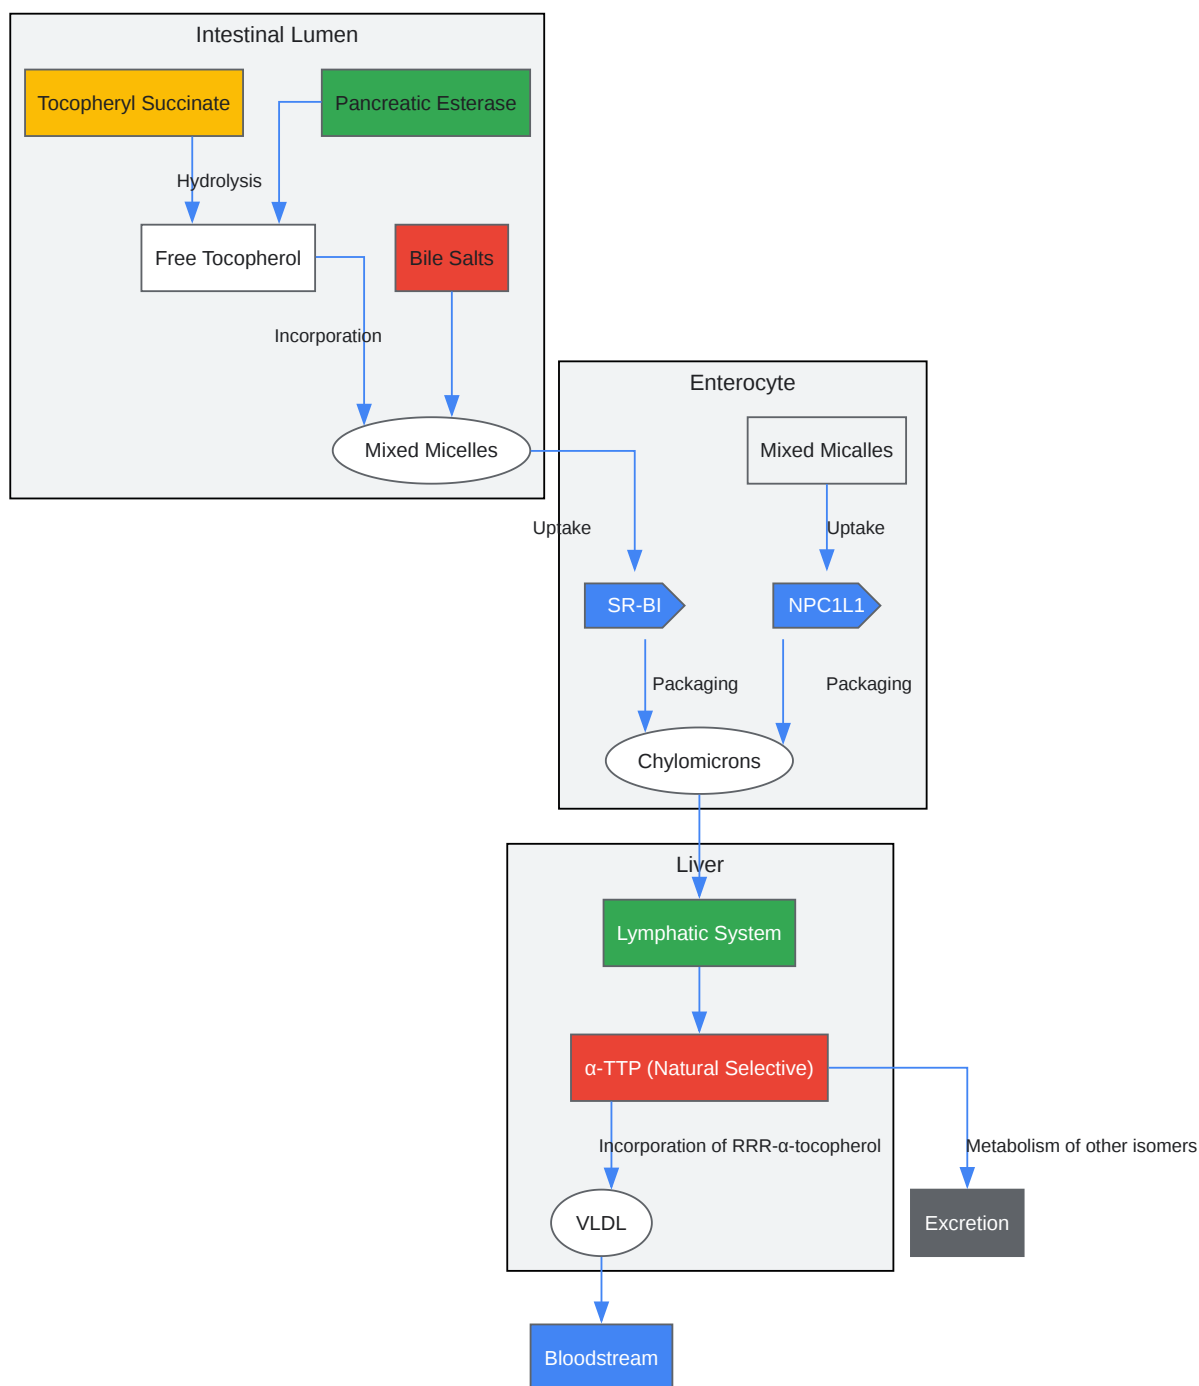 Intestinal Lumen
Tocopheryl Succinate
Pancreatic Esterase
Hydrolysis
Free Tocopherol
Bile Salts
Incorporation
Mixed Micelles
Enterocyte
Mixed Micalles
Uptake
Uptake
SR-BI
NPC1L1
Packaging
Packaging
Chylomicrons
Liver
Lymphatic System
α-TTP (Natural Selective)
Incorporation of RRR-α-tocopherol
Metabolism of other isomers
VLDL
Excretion
Bloodstream